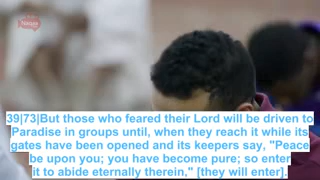 39|73|But those who feared their Lord will be driven to
Paradise in groups until, when they reach it while its
gates have been opened and its keepers say, "Peace
be upon you; you have become pure; so enter
it to abide eternally therein," [they will enter].